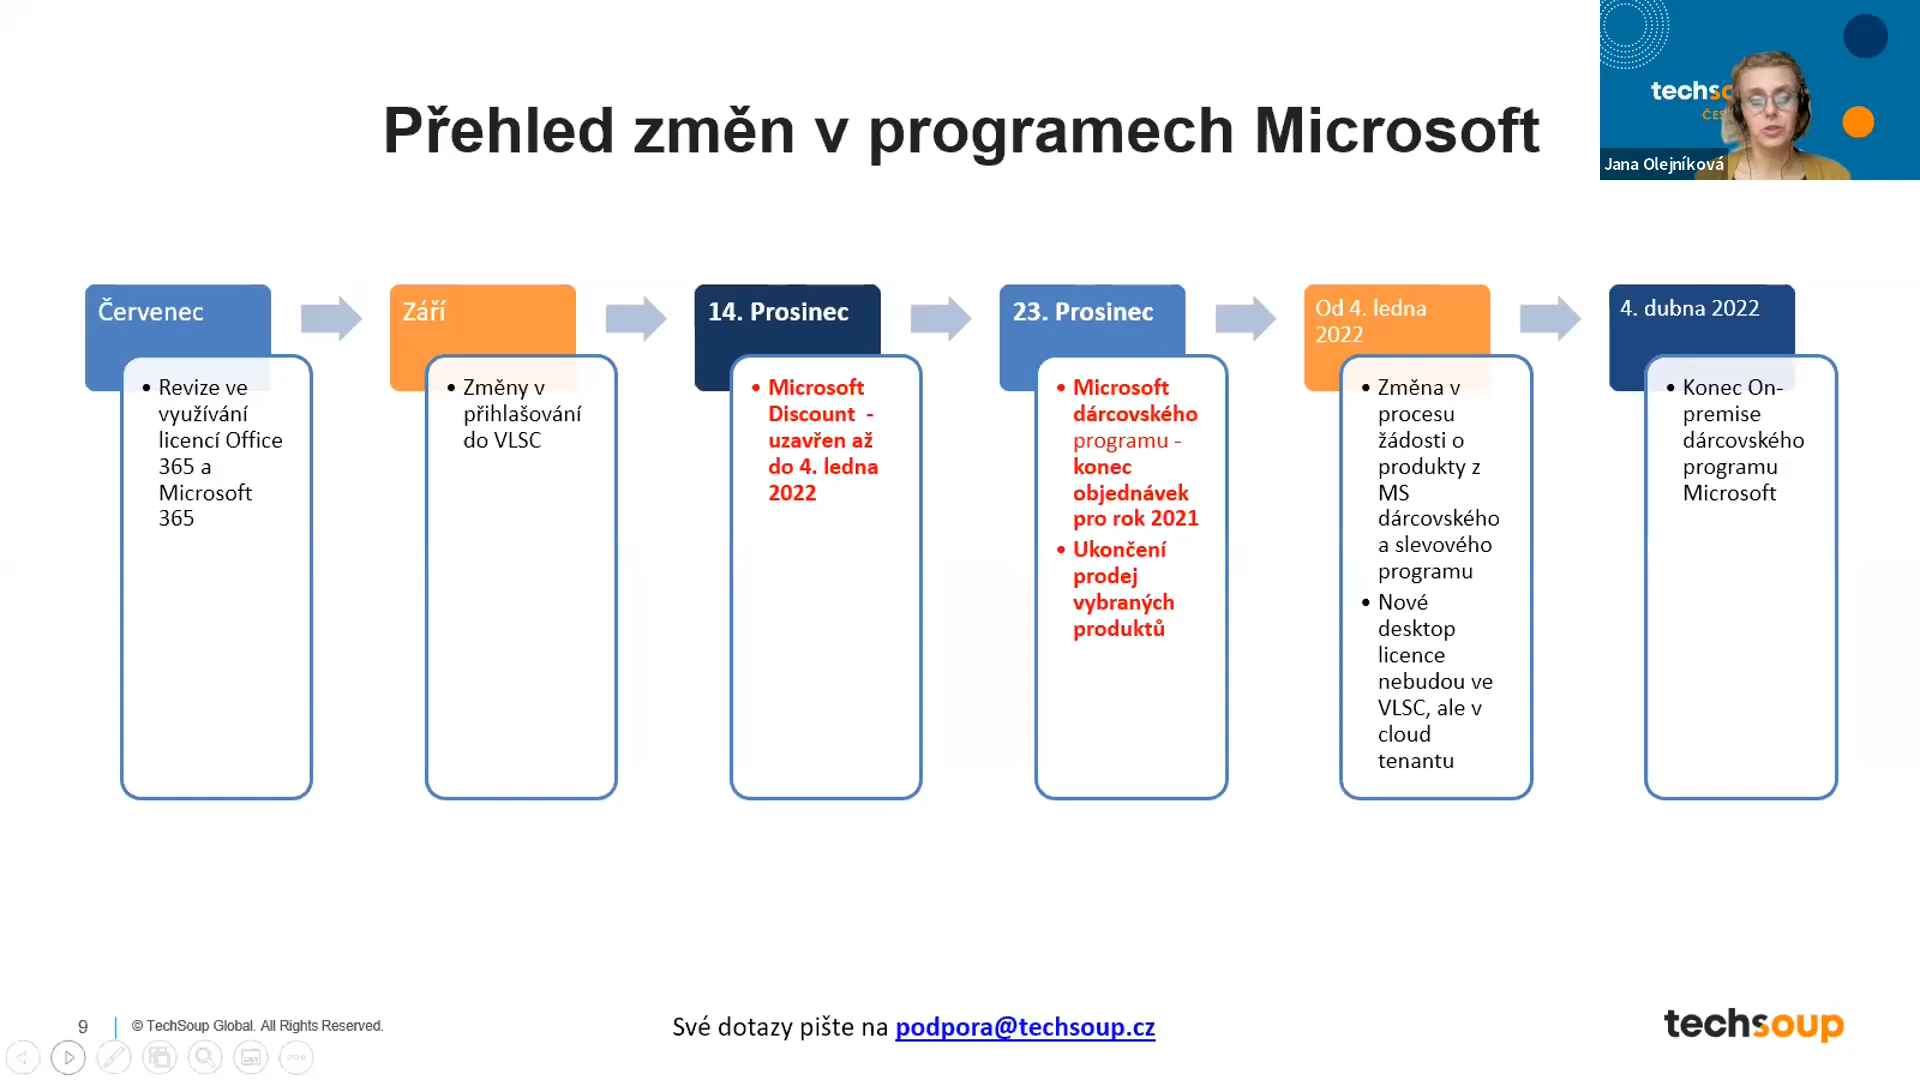 Přehled změn v programech Microsoft
Jana Olejníková
Červenec
Revize ve
využívání
licencí Office
365 a
Microsoft
365
Září
Změny v
přihlašování
do VLSC
14. Prosinec
Microsoft
Discount -
uzavřen až
do 4. ledna
2022
23. Prosinec
Microsoft
dárcovského
programu -
konec
objednávek
pro rok 2021
Ukončení
prodej
vybraných
produktů
Od 4. ledna
2022
Změna v
procesu
žádosti o
produkty z
MS
dárcovského
a slevového
programu
Nové
desktop
licence
nebudou ve
VLSC, ale v
cloud
tenantu
4. dubna 2022
Konec On-
premise
dárcovského
programu
Microsoft
9
© TechSoup Global. All Rights Reserved.
Své dotazy pište na podpora@techsoup.cz
techsoup